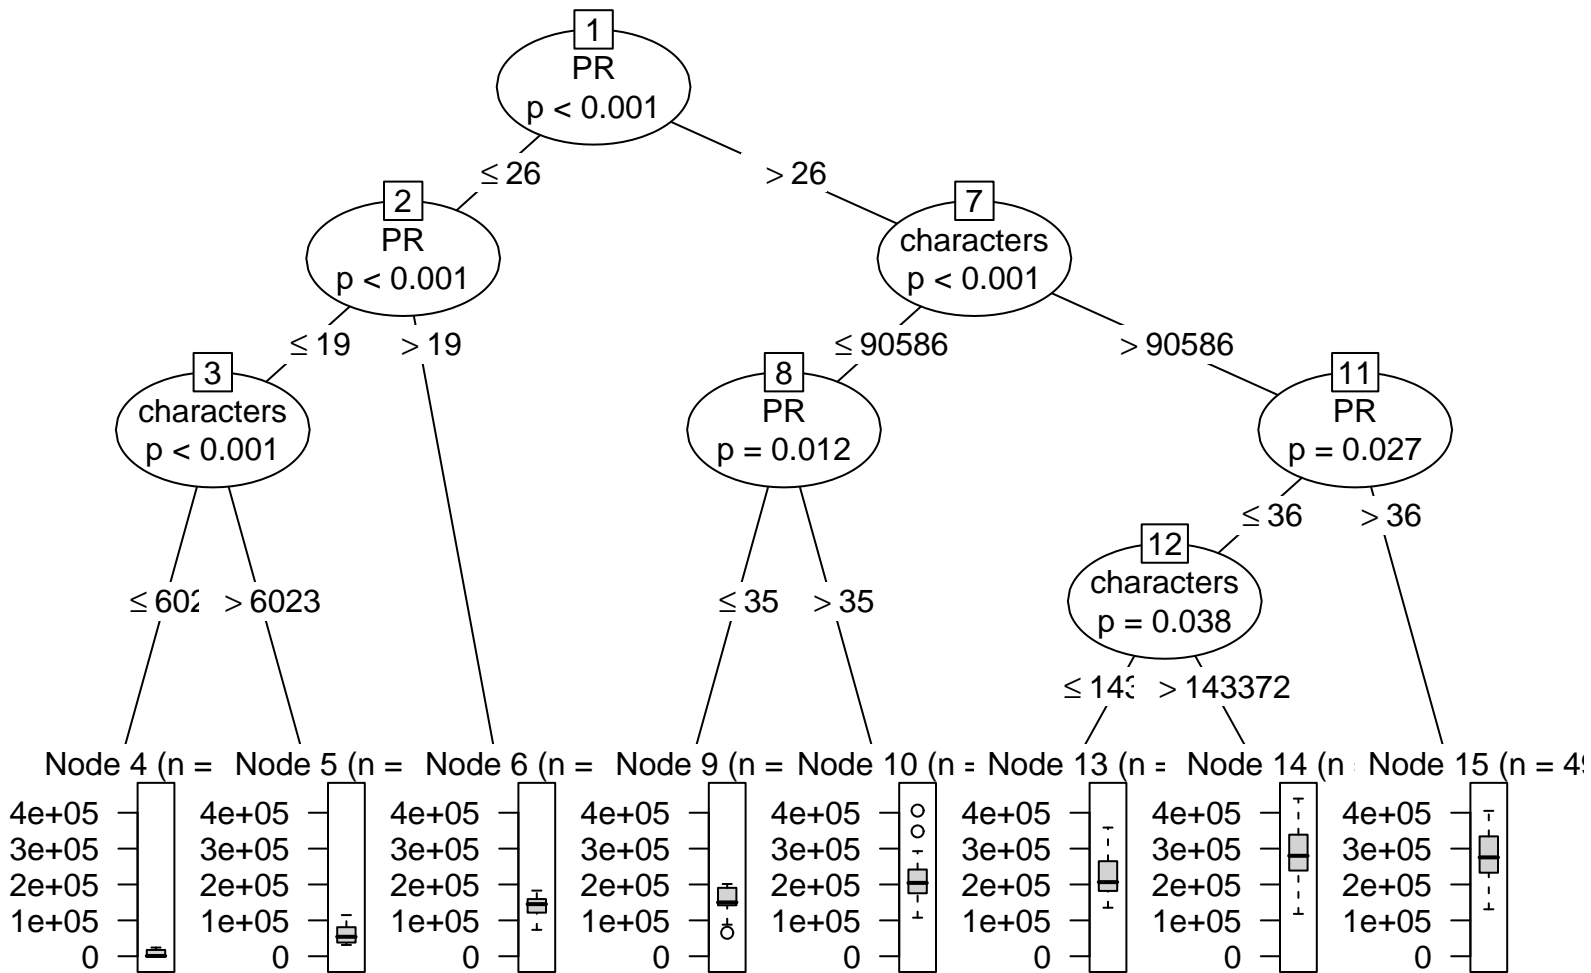 1
PR
p < 0.001
≤ 26
> 26
2
PR
p < 0.001
7
characters
p < 0.001
≤ 19
> 19
≤ 90586
> 90586
3
characters
p < 0.001
8
PR
p = 0.012
11
PR
p = 0.027
≤ 36
> 36
12
characters
p = 0.038
≤ 602
> 6023
≤ 35
> 35
≤ 143
> 143372
Node 4 (n =
Node 5 (n =
Node 6 (n =
Node 9 (n =
Node 10 (n =
Node 13 (n =
Node 14 (n
Node 15 (n = 49
4e+05
3e+05
2e+05
1e+05
0
4e+05
3e+05
2e+05
1e+05
0
4e+05
3e+05
2e+05
1e+05
0
4e+05
3e+05
2e+05
1e+05
0
4e+05
3e+05
2e+05
1e+05
0
4e+05
3e+05
2e+05
1e+05
0
4e+05
3e+05
2e+05
1e+05
0
4e+05
3e+05
2e+05
1e+05
0